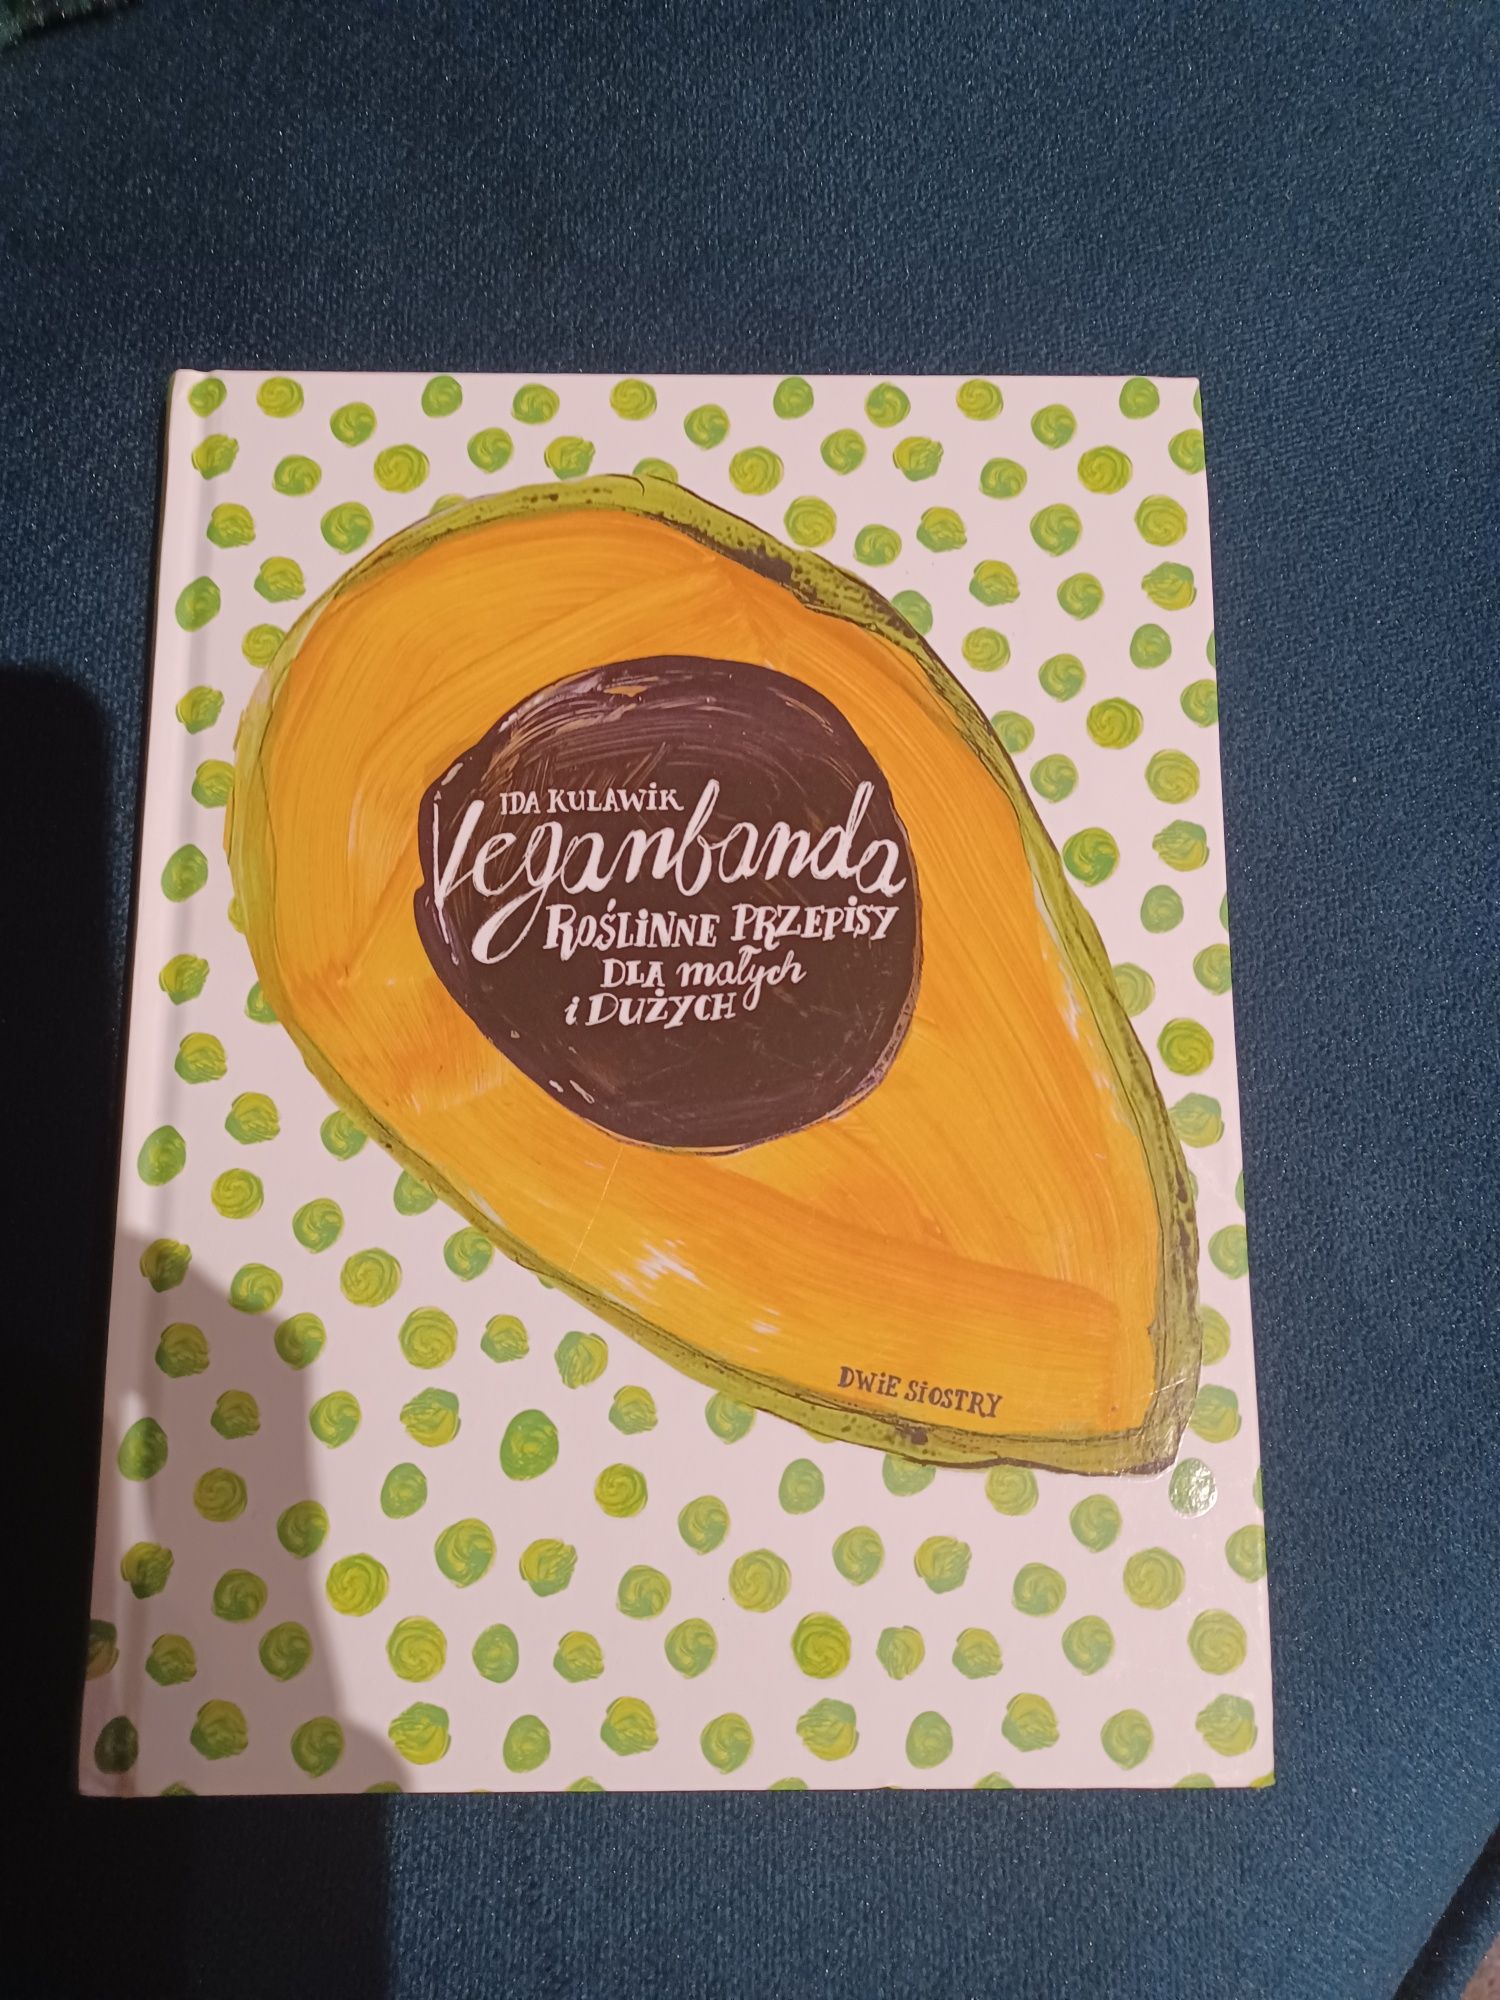 IDA KULAWiK
Veganbanda
ROŚLiNNE PRZEPiSY
DLA małych
i DUŻYCH
DWiE SiOSTRY